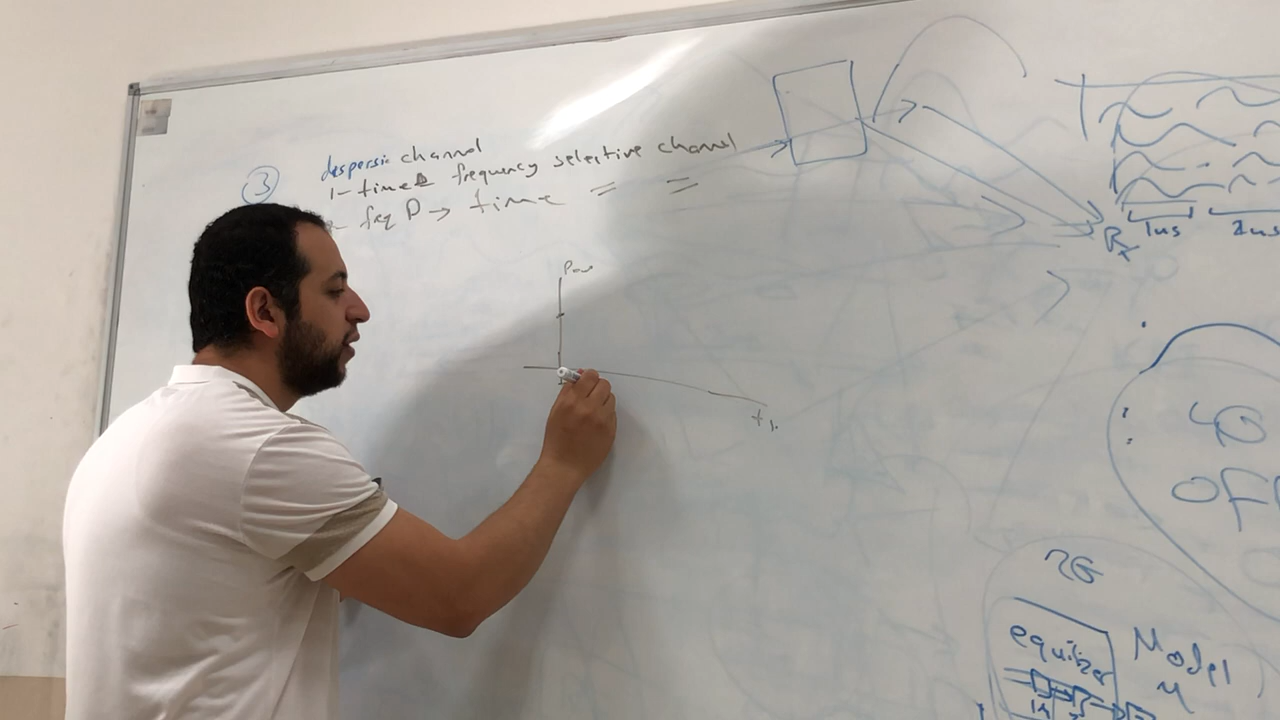 3
despersic channel
1- time D frequency selective channel
freq D → time = =
Pow
Rx
1us
2us
4G
OF
2G
equilizer
Model